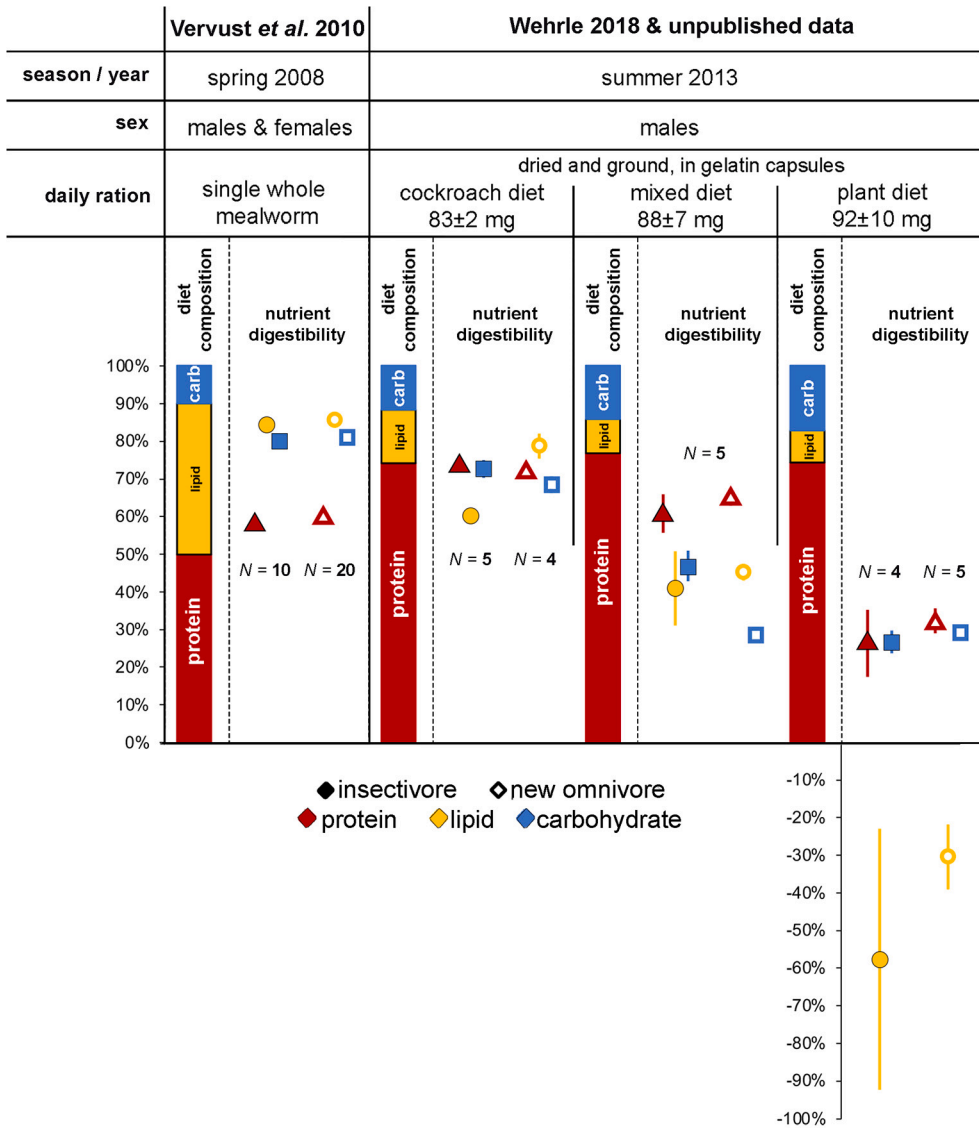 Vervust et al. 2010
Wehrle 2018 & unpublished data
season / year
spring 2008
summer 2013
sex
males & females
males
daily ration
single whole
mealworm
dried and ground, in gelatin capsules
cockroach diet
83±2 mg
mixed diet
88±7 mg
plant diet
92±10 mg
diet
composition
nutrient
digestibility
diet
composition
nutrient
digestibility
diet
composition
nutrient
digestibility
diet
composition
nutrient
digestibility
100%
90%
80%
70%
60%
50%
40%
30%
20%
10%
0%
carb
lipid
protein
N = 10
N = 20
carb
lipid
protein
N = 5
N = 4
carb
lipid
protein
N = 5
carb
lipid
protein
N = 4
N = 5
insectivore
new omnivore
protein
lipid
carbohydrate
-10%
-20%
-30%
-40%
-50%
-60%
-70%
-80%
-90%
-100%